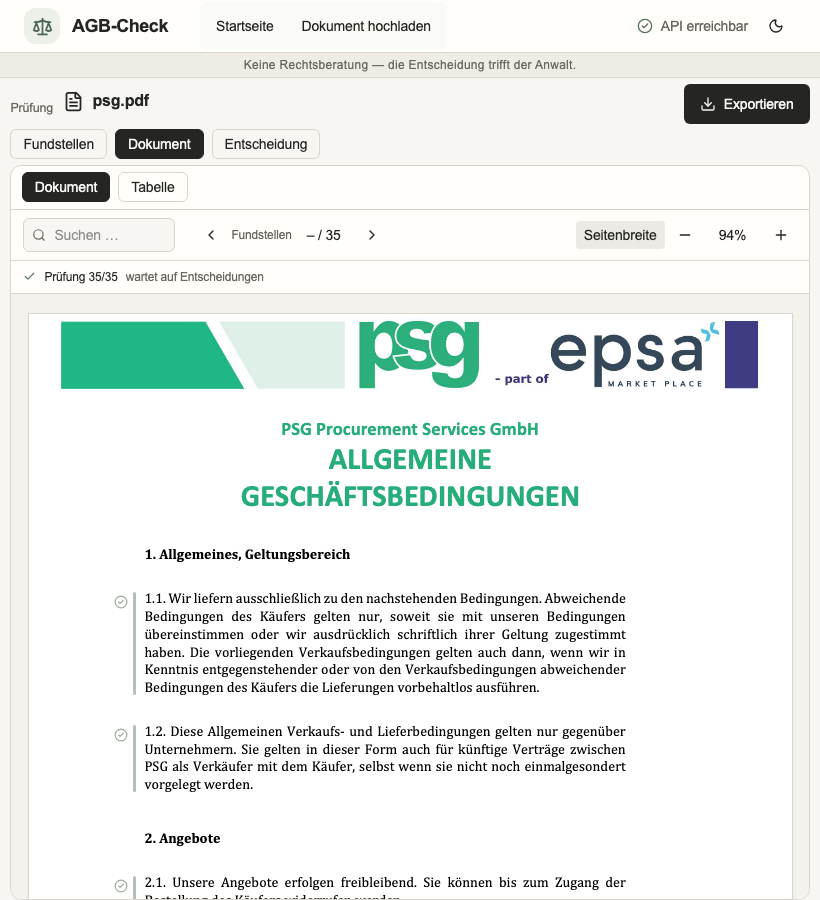 AGB-Check
Startseite
Dokument hochladen
API erreichbar
Keine Rechtsberatung — die Entscheidung trifft der Anwalt.
Prüfung
psg.pdf
Exportieren
Fundstellen
Dokument
Entscheidung
Dokument
Tabelle
Suchen …
Fundstellen
– / 35
Seitenbreite
94%
Prüfung 35/35 wartet auf Entscheidungen
psg
- part of
epsa
MARKET PLACE
PSG Procurement Services GmbH
ALLGEMEINE
GESCHÄFTSBEDINGUNGEN
1. Allgemeines, Geltungsbereich
1.1. Wir liefern ausschließlich zu den nachstehenden Bedingungen. Abweichende
Bedingungen des Käufers gelten nur, soweit sie mit unseren Bedingungen
übereinstimmen oder wir ausdrücklich schriftlich ihrer Geltung zugestimmt
haben. Die vorliegenden Verkaufsbedingungen gelten auch dann, wenn wir in
Kenntnis entgegenstehender oder von den Verkaufsbedingungen abweichender
Bedingungen des Käufers die Lieferungen vorbehaltlos ausführen.
1.2. Diese Allgemeinen Verkaufs- und Lieferbedingungen gelten nur gegenüber
Unternehmern. Sie gelten in dieser Form auch für künftige Verträge zwischen
PSG als Verkäufer mit dem Käufer, selbst wenn sie nicht noch einmalgesondert
vorgelegt werden.
2. Angebote
2.1. Unsere Angebote erfolgen freibleibend. Sie können bis zum Zugang der